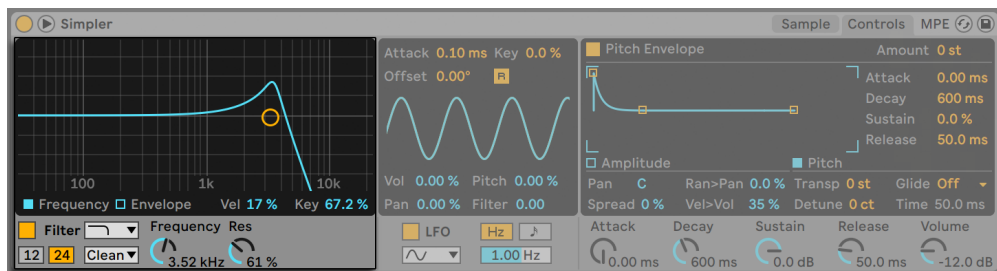 Simpler Sample Controls MPE
100 1k 10k
Frequency Envelope Vel 17 % Key 67.2 %
Filter Frequency Res
12 24 Clean 3.52 kHz 61 %
Attack 0.10 ms Key 0.0 %
Offset 0.00° R
Vol 0.00 % Pitch 0.00 %
Pan 0.00 % Filter 0.00
LFO Hz
1.00 Hz
Pitch Envelope Amount 0 st
Attack 0.00 ms
Decay 600 ms
Sustain 0.0 %
Release 50.0 ms
Amplitude Pitch
Pan C Ran>Pan 0.0 % Transp 0 st Glide Off
Spread 0 % Vel>Vol 35 % Detune 0 ct Time 50.0 ms
Attack Decay Sustain Release Volume
0.00 ms 600 ms 0.0 % 50.0 ms -12.0 dB